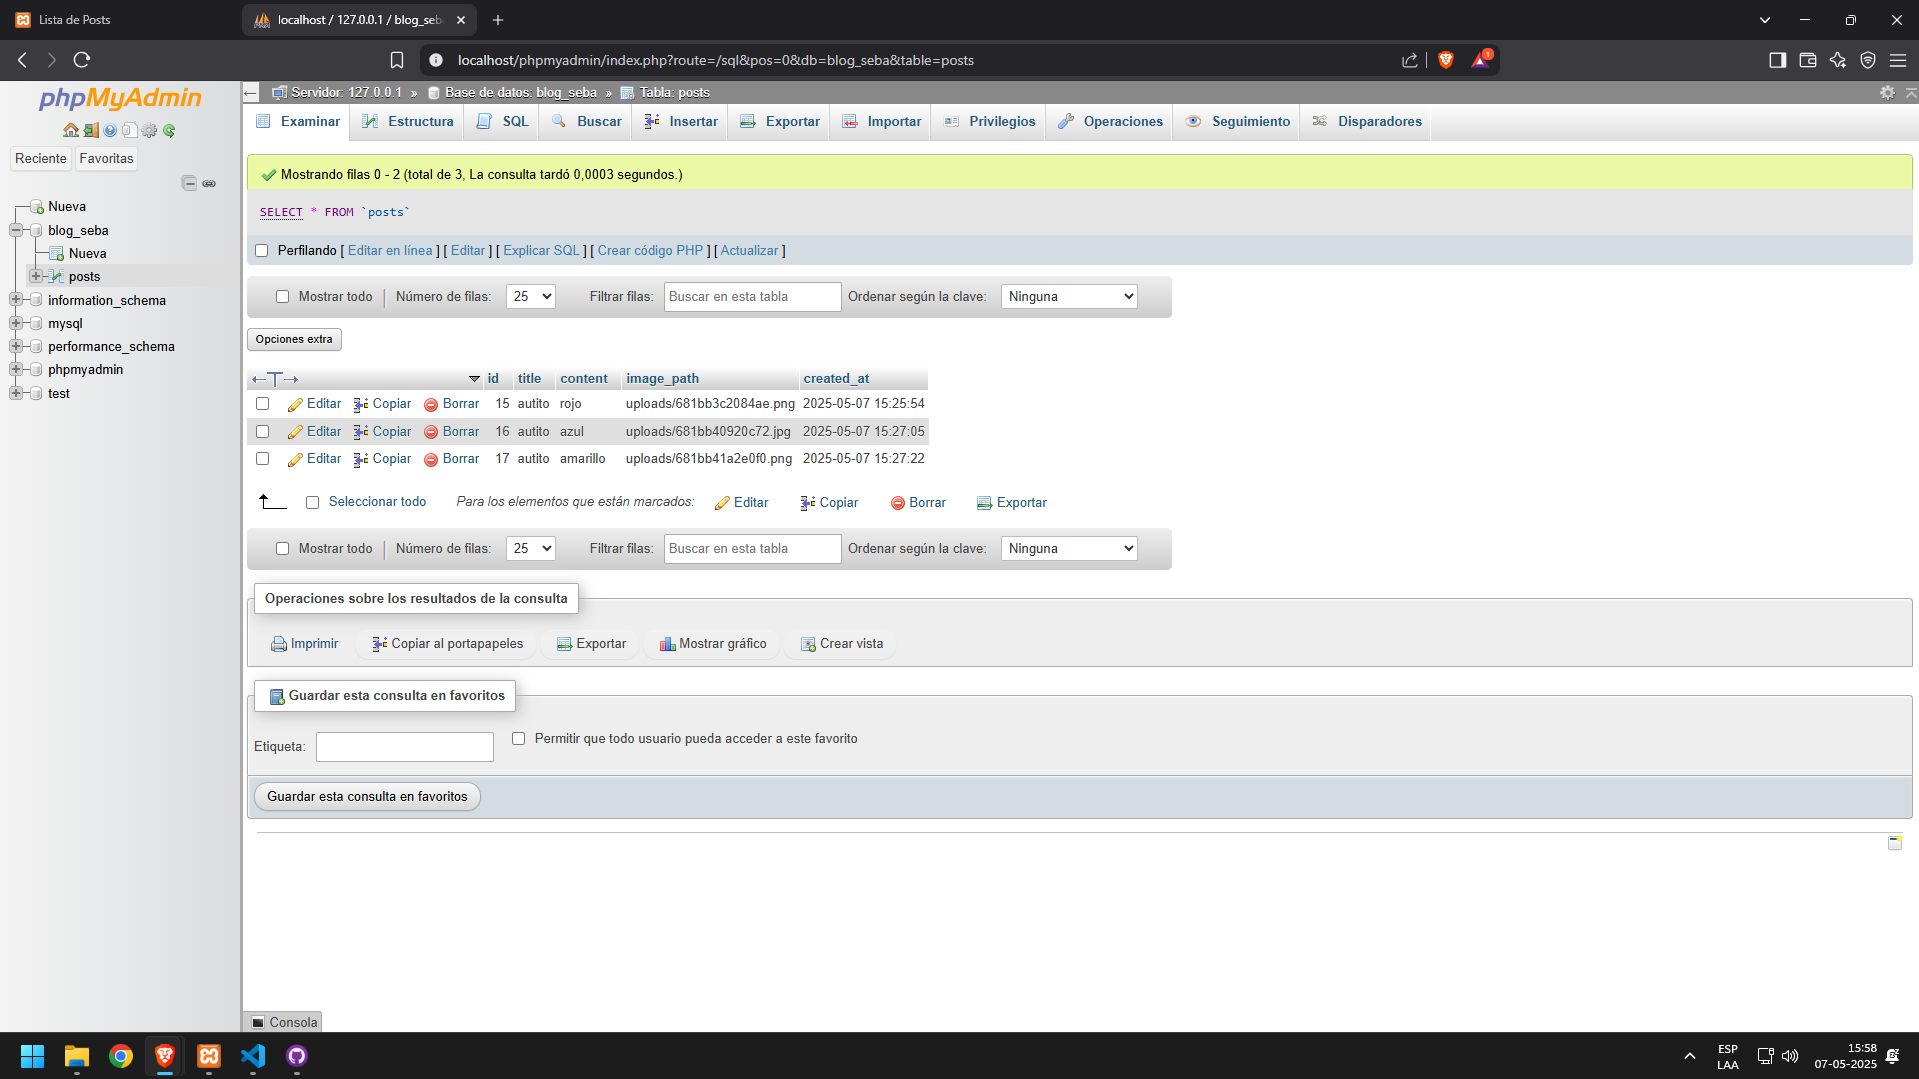 Lista de Posts
localhost / 127.0.0.1 / blog_seb
localhost/phpmyadmin/index.php?route=/sql&pos=0&db=blog_seba&table=posts
1
phpMyAdmin
Reciente Favoritas
Nueva
blog_seba
Nueva
posts
information_schema
mysql
performance_schema
phpmyadmin
test
Servidor: 127.0.0.1 » Base de datos: blog_seba » Tabla: posts
Examinar Estructura SQL Buscar Insertar Exportar Importar Privilegios Operaciones Seguimiento Disparadores
Mostrando filas 0 - 2 (total de 3, La consulta tardó 0,0003 segundos.)
SELECT * FROM `posts`
Perfilando [ Editar en línea ] [ Editar ] [ Explicar SQL ] [ Crear código PHP ] [ Actualizar ]
Mostrar todo | Número de filas: 25 Filtrar filas: Buscar en esta tabla Ordenar según la clave: Ninguna
Opciones extra
←T→ id title content image_path created_at
Editar Copiar Borrar 15 autito rojo uploads/681bb3c2084ae.png 2025-05-07 15:25:54
Editar Copiar Borrar 16 autito azul uploads/681bb40920c72.jpg 2025-05-07 15:27:05
Editar Copiar Borrar 17 autito amarillo uploads/681bb41a2e0f0.png 2025-05-07 15:27:22
Seleccionar todo Para los elementos que están marcados: Editar Copiar Borrar Exportar
Mostrar todo | Número de filas: 25 Filtrar filas: Buscar en esta tabla Ordenar según la clave: Ninguna
Operaciones sobre los resultados de la consulta
Imprimir Copiar al portapapeles Exportar Mostrar gráfico Crear vista
Guardar esta consulta en favoritos
Etiqueta: Permitir que todo usuario pueda acceder a este favorito
Guardar esta consulta en favoritos
Consola
ESP
LAA
15:58
07-05-2025